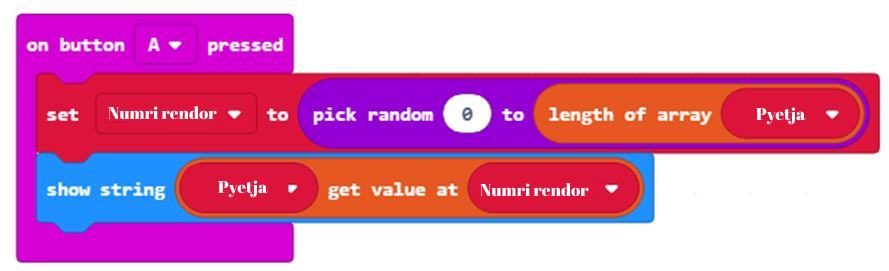 on button A pressed
set Numri rendor to pick random 0 to length of array Pyetja
show string Pyetja get value at Numri rendor